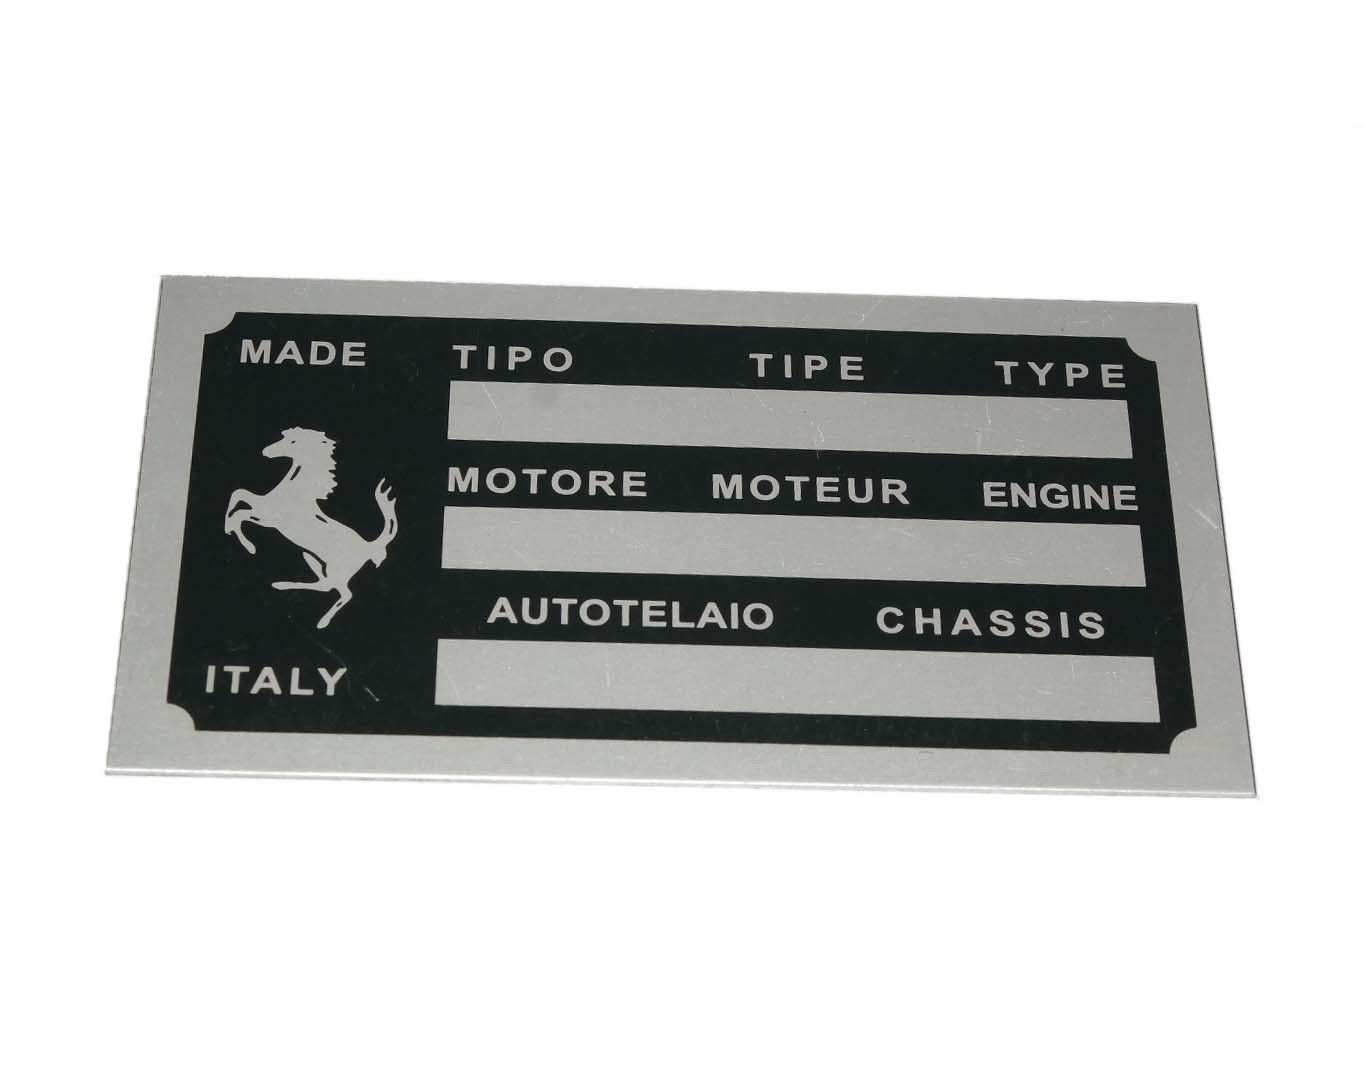 MADE
TIPO TIPE TYPE
MOTORE MOTEUR ENGINE
AUTOTELAIO CHASSIS
ITALY